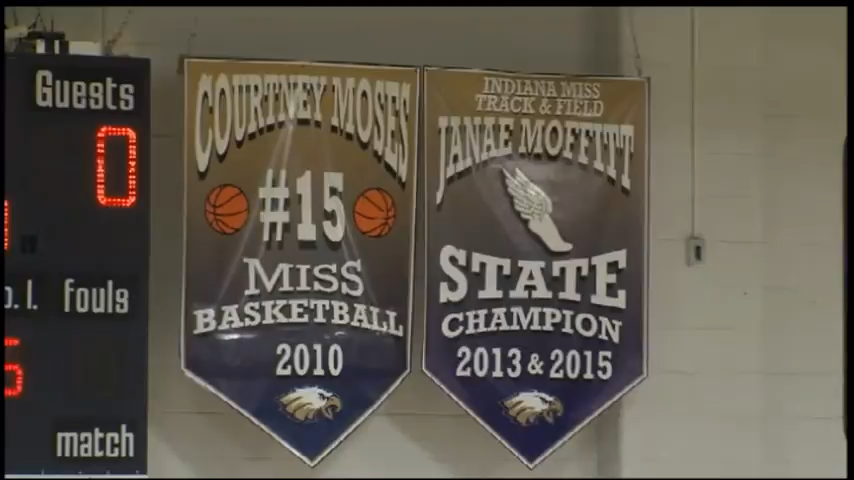 Guests
0
fouls
match
COURTNEY MOSES
#15
MISS
BASKETBALL
2010
INDIANA MISS
TRACK & FIELD
JANAE MOFFITT
STATE
CHAMPION
2013 & 2015